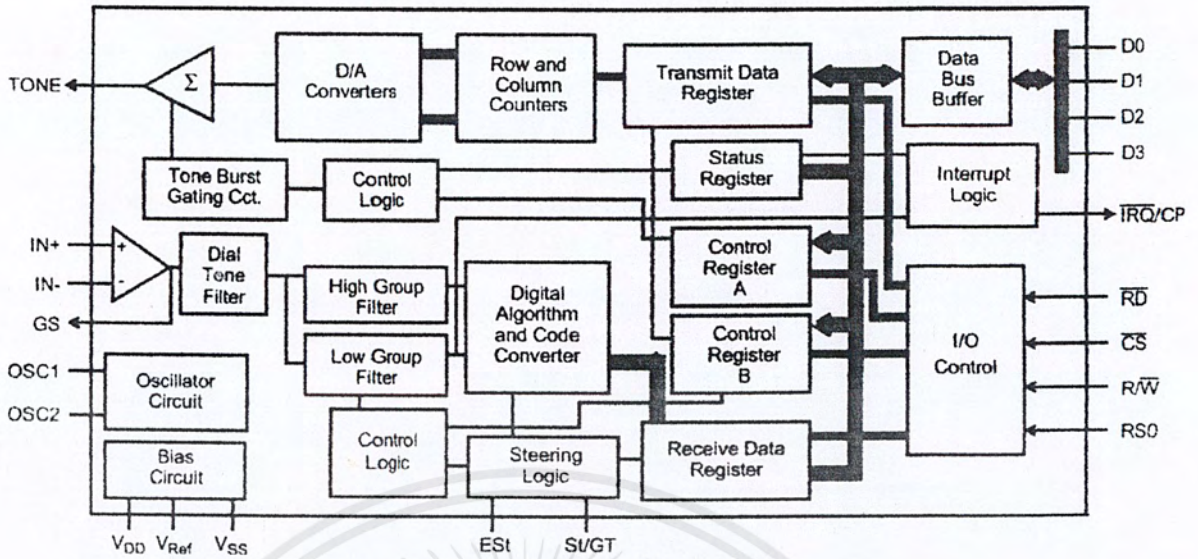 TONE
Σ
D/A
Converters
Row and
Column
Counters
Transmit Data
Register
Data
Bus
Buffer
D0
D1
D2
D3
Tone Burst
Gating Cct.
Control
Logic
Status
Register
Interrupt
Logic
I̅R̅Q̅/CP
IN+
IN-
GS
+
-
Dial
Tone
Filter
High Group
Filter
Low Group
Filter
Digital
Algorithm
and Code
Converter
Control
Register
A
Control
Register
B
I/O
Control
R̅D̅
C̅S̅
R/W̅
RS0
OSC1
OSC2
Oscillator
Circuit
Bias
Circuit
Control
Logic
Steering
Logic
Receive Data
Register
VDD
VRef
VSS
ESt
St/GT